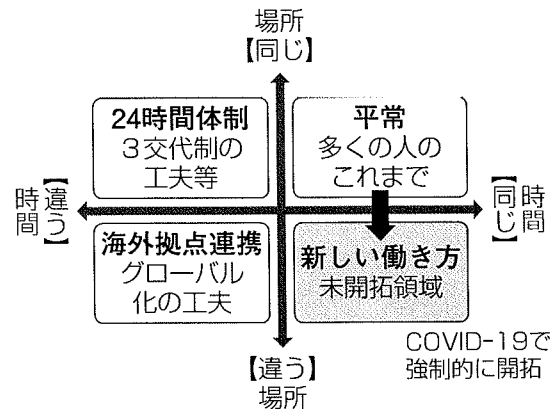 場所
【同じ】
24時間体制
3交代制の
工夫等
平常
多くの人の
これまで
時間
【違う】
時間
【同じ】
海外拠点連携
グローバル
化の工夫
新しい働き方
未開拓領域
【違う】
場所
COVID-19で
強制的に開拓